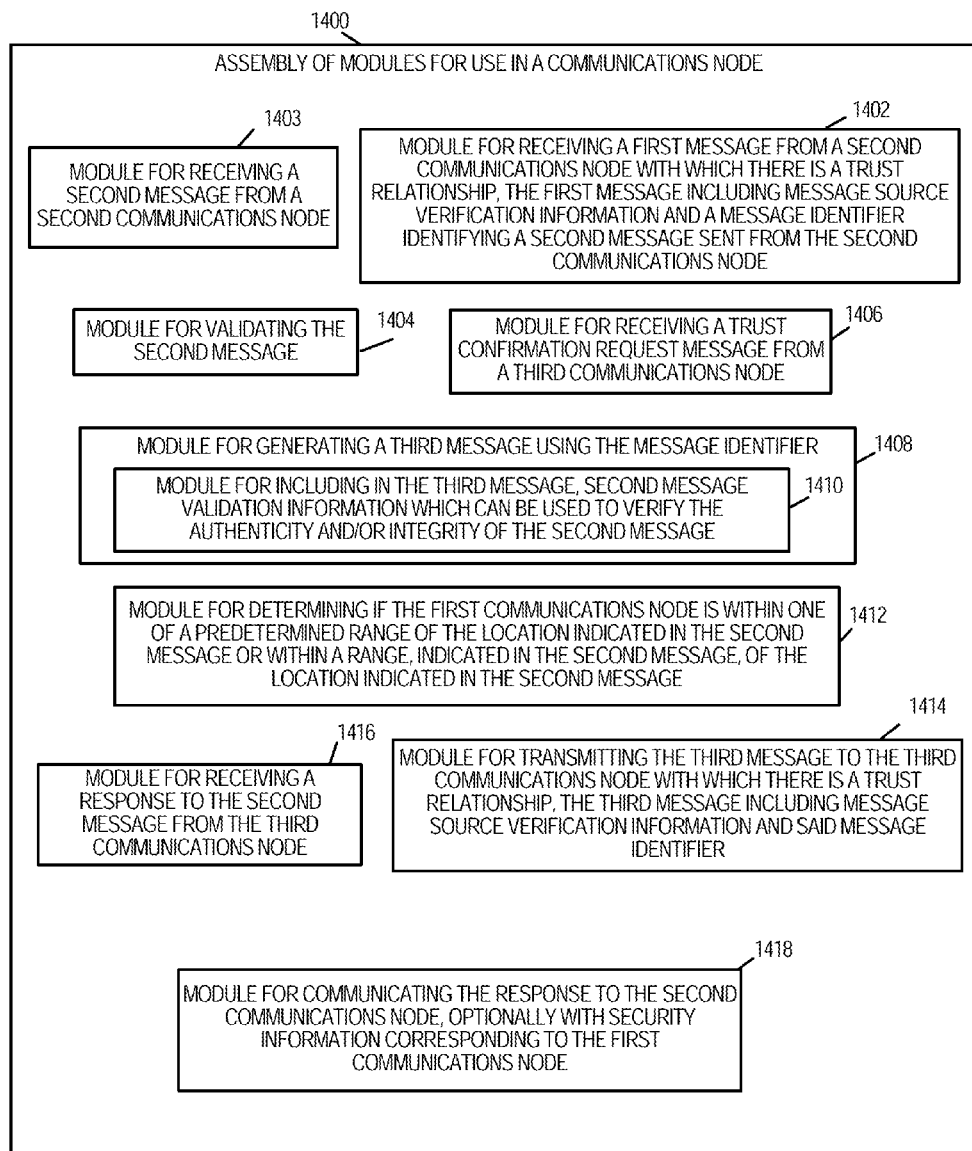 1400
ASSEMBLY OF MODULES FOR USE IN A COMMUNICATIONS NODE
1403
MODULE FOR RECEIVING A
SECOND MESSAGE FROM A
SECOND COMMUNICATIONS NODE
1402
MODULE FOR RECEIVING A FIRST MESSAGE FROM A SECOND
COMMUNICATIONS NODE WITH WHICH THERE IS A TRUST
RELATIONSHIP, THE FIRST MESSAGE INCLUDING MESSAGE SOURCE
VERIFICATION INFORMATION AND A MESSAGE IDENTIFIER
IDENTIFYING A SECOND MESSAGE SENT FROM THE SECOND
COMMUNICATIONS NODE
MODULE FOR VALIDATING THE
SECOND MESSAGE
1404
MODULE FOR RECEIVING A TRUST
CONFIRMATION REQUEST MESSAGE FROM
A THIRD COMMUNICATIONS NODE
1406
MODULE FOR GENERATING A THIRD MESSAGE USING THE MESSAGE IDENTIFIER
1408
MODULE FOR INCLUDING IN THE THIRD MESSAGE, SECOND MESSAGE
VALIDATION INFORMATION WHICH CAN BE USED TO VERIFY THE
AUTHENTICITY AND/OR INTEGRITY OF THE SECOND MESSAGE
1410
MODULE FOR DETERMINING IF THE FIRST COMMUNICATIONS NODE IS WITHIN ONE
OF A PREDETERMINED RANGE OF THE LOCATION INDICATED IN THE SECOND
MESSAGE OR WITHIN A RANGE, INDICATED IN THE SECOND MESSAGE, OF THE
LOCATION INDICATED IN THE SECOND MESSAGE
1412
1416
MODULE FOR RECEIVING A
RESPONSE TO THE SECOND
MESSAGE FROM THE THIRD
COMMUNICATIONS NODE
1414
MODULE FOR TRANSMITTING THE THIRD MESSAGE TO THE THIRD
COMMUNICATIONS NODE WITH WHICH THERE IS A TRUST
RELATIONSHIP, THE THIRD MESSAGE INCLUDING MESSAGE
SOURCE VERIFICATION INFORMATION AND SAID MESSAGE
IDENTIFIER
1418
MODULE FOR COMMUNICATING THE RESPONSE TO THE SECOND
COMMUNICATIONS NODE, OPTIONALLY WITH SECURITY
INFORMATION CORRESPONDING TO THE FIRST
COMMUNICATIONS NODE